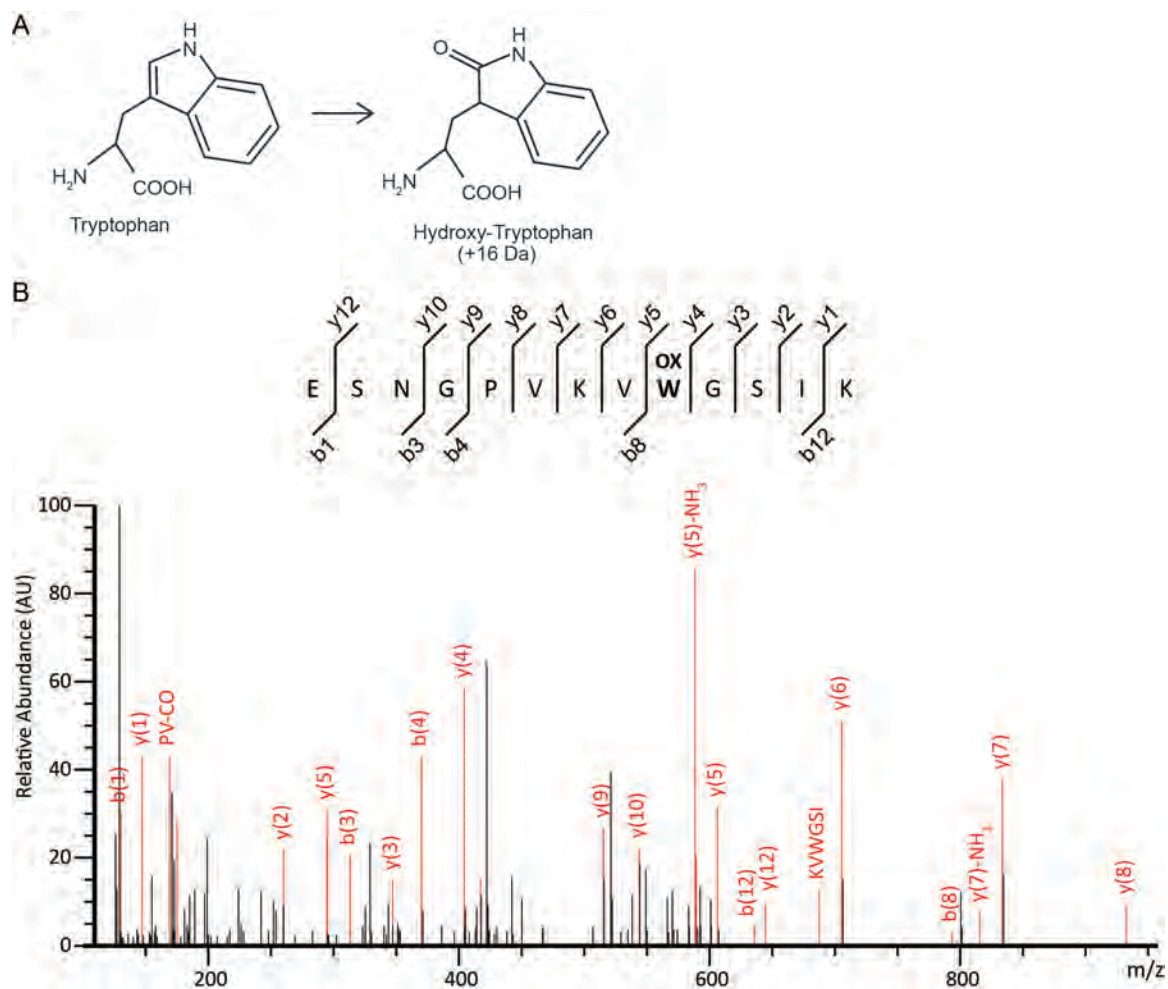 A
H
N
O
H
N
H₂N
COOH
H₂N
COOH
Tryptophan
Hydroxy-Tryptophan
(+16 Da)
B
y12 y10 y9 y8 y7 y6 y5 y4 y3 y2 y1
OX
E S N G P V K V W G S I K
b1 b3 b4 b8 b12
Relative Abundance (AU)
100
80
60
40
20
0
b(1)
y(1)
PV-CO
y(2)
y(5)
b(3)
y(3)
b(4)
y(4)
y(9)
y(10)
y(5)-NH₃
y(5)
b(12)
y(12)
KVWGSI
y(6)
b(8)
y(7)-NH₃
y(7)
y(8)
200 400 600 800 m/z